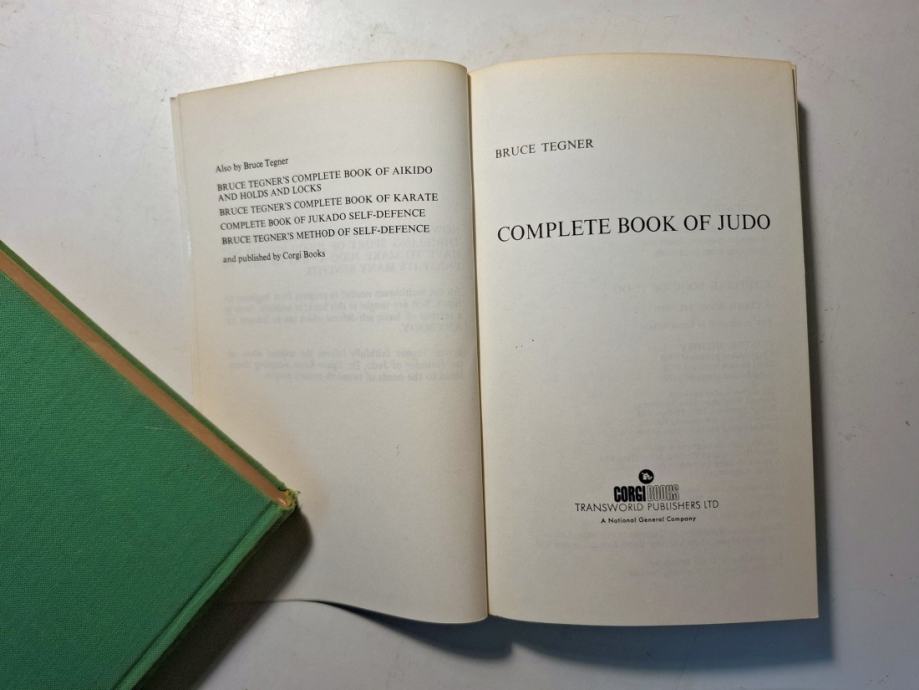 Also by Bruce Tegner
BRUCE TEGNER'S COMPLETE BOOK OF AIKIDO
AND HOLDS AND LOCKS
BRUCE TEGNER'S COMPLETE BOOK OF KARATE
COMPLETE BOOK OF JUKADO SELF-DEFENCE
BRUCE TEGNER'S METHOD OF SELF-DEFENCE
and published by Corgi Books
BRUCE TEGNER
COMPLETE BOOK OF JUDO
CORGI BOOKS
TRANSWORLD PUBLISHERS LTD
A National General Company